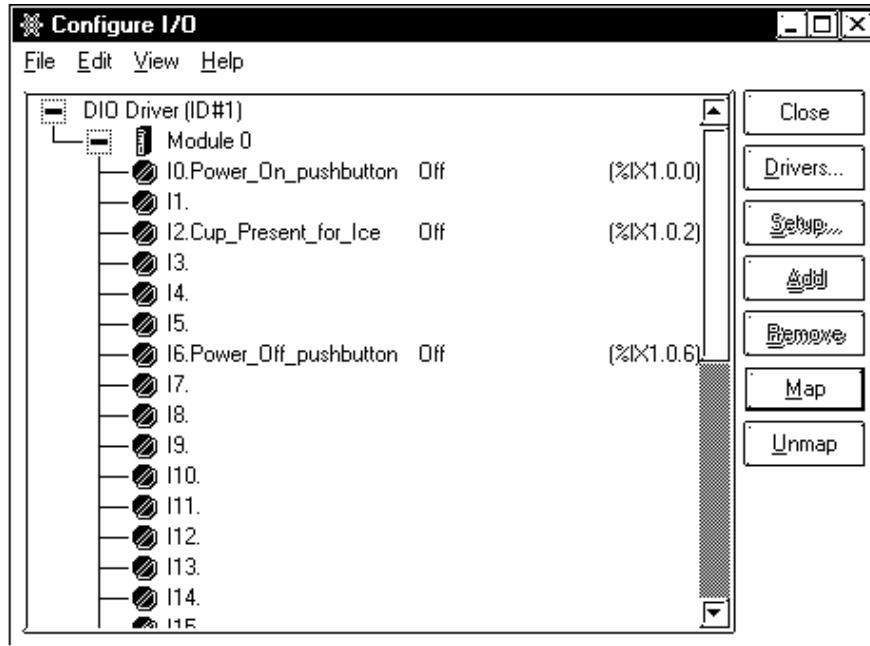 Configure I/O
File Edit View Help
DIO Driver (ID#1)
Close
Module 0
I0.Power_On_pushbutton Off (%IX1.0.0)
Drivers...
I1.
I2.Cup_Present_for_Ice Off (%IX1.0.2)
Setup...
I3.
I4.
Add
I5.
I6.Power_Off_pushbutton Off (%IX1.0.6)
Remove
I7.
Map
I8.
I9.
Unmap
I10.
I11.
I12.
I13.
I14.
I15.